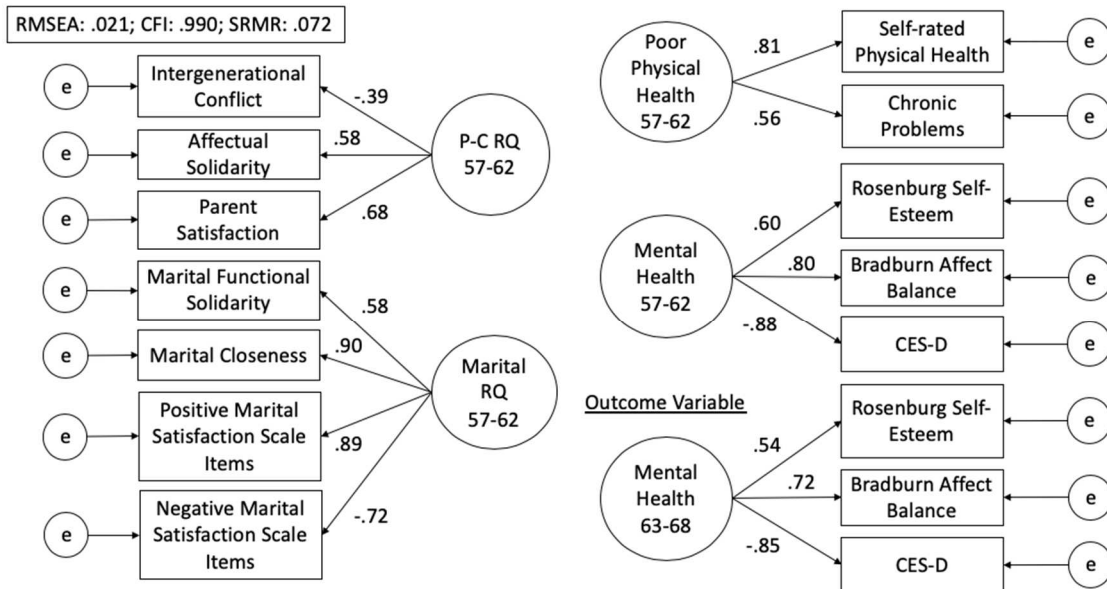 RMSEA: .021; CFI: .990; SRMR: .072
e
Intergenerational
Conflict
-.39
e
Affectual
Solidarity
.58
P-C RQ
57-62
e
Parent
Satisfaction
.68
e
Marital Functional
Solidarity
.58
e
Marital Closeness
.90
Marital
RQ
57-62
e
Positive Marital
Satisfaction Scale
Items
.89
e
Negative Marital
Satisfaction Scale
Items
-.72
Poor
Physical
Health
57-62
.81
Self-rated
Physical Health
e
.56
Chronic
Problems
e
Mental
Health
57-62
.60
Rosenburg Self-
Esteem
e
.80
Bradburn Affect
Balance
e
-.88
CES-D
e
Outcome Variable
Mental
Health
63-68
.54
Rosenburg Self-
Esteem
e
.72
Bradburn Affect
Balance
e
-.85
CES-D
e